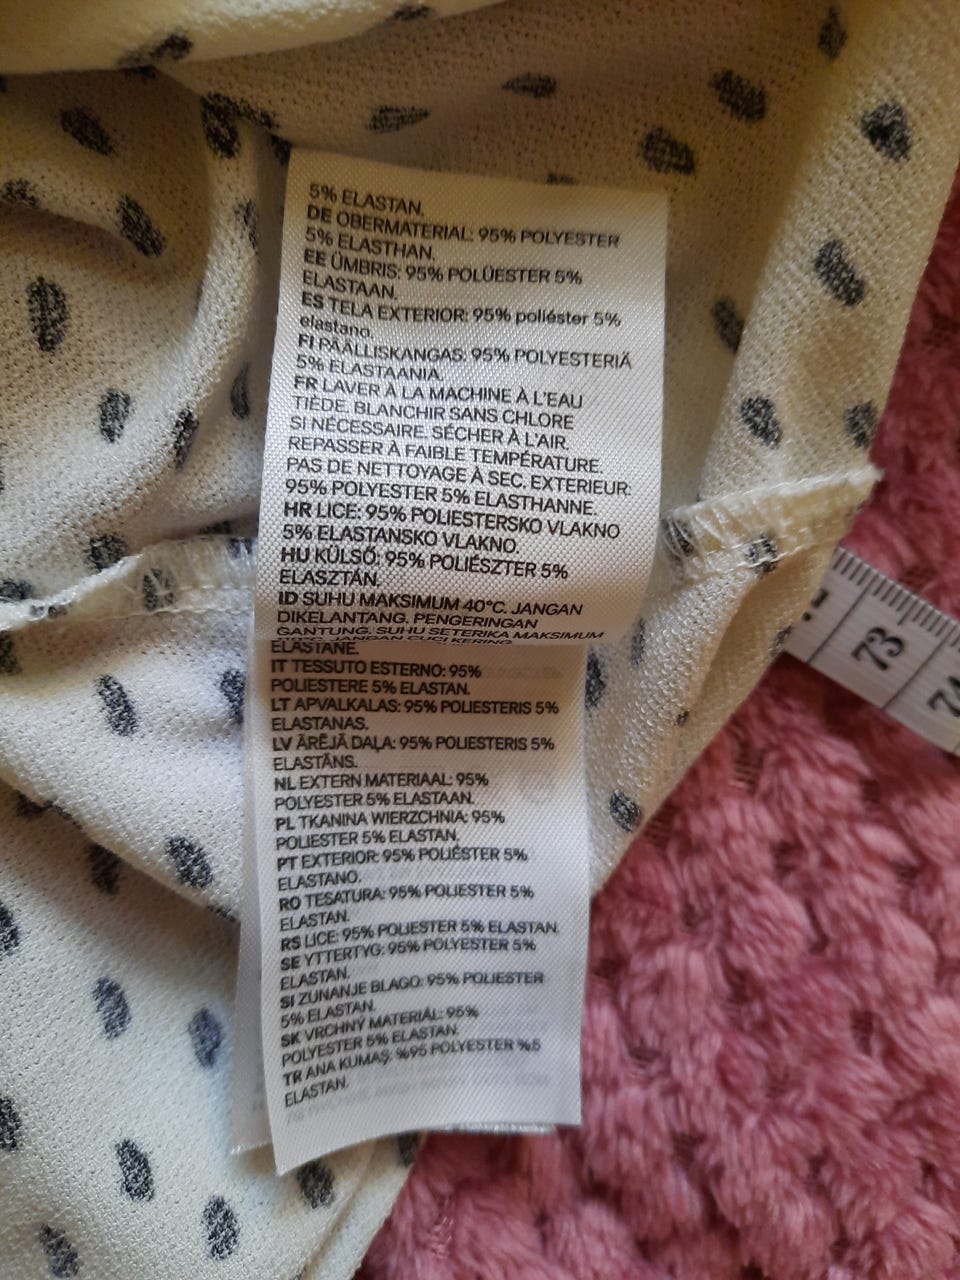 5% ELASTAN.
DE OBERMATERIAL: 95% POLYESTER
5% ELASTHAN.
EE ÜMBRIS: 95% POLÜESTER 5%
ELASTAAN.
ES TELA EXTERIOR: 95% poliéster 5%
elastano.
FI PÄÄLLISKANGAS: 95% POLYESTERIÄ
5% ELASTAANIA.
FR LAVER À LA MACHINE À L'EAU
TIÈDE. BLANCHIR SANS CHLORE
SI NÉCESSAIRE. SÉCHER À L'AIR.
REPASSER À FAIBLE TEMPÉRATURE.
PAS DE NETTOYAGE À SEC. EXTERIEUR:
95% POLYESTER 5% ELASTHANNE.
HR LICE: 95% POLIESTERSKO VLAKNO
5% ELASTANSKO VLAKNO.
HU KÜLSŐ: 95% POLIÉSZTER 5%
ELASZTÁN.
ID SUHU MAKSIMUM 40°C. JANGAN
DIKELANTANG. PENGERINGAN
GANTUNG. SUHU SETERIKA MAKSIMUM
JANGAN CUCI KERING.
ELASTANE.
IT TESSUTO ESTERNO: 95%
POLIESTERE 5% ELASTAN.
LT APVALKALAS: 95% POLIESTERIS 5%
ELASTANAS.
LV ĀRĒJĀ DAĻA: 95% POLIESTERIS 5%
ELASTĀNS.
NL EXTERN MATERIAAL: 95%
POLYESTER 5% ELASTAAN.
PL TKANINA WIERZCHNIA: 95%
POLIESTER 5% ELASTAN.
PT EXTERIOR: 95% POLIÉSTER 5%
ELASTANO.
RO TESATURA: 95% POLIESTER 5%
ELASTAN.
RS LICE: 95% POLIESTER 5% ELASTAN.
SE YTTERTYG: 95% POLYESTER 5%
ELASTAN.
SI ZUNANJE BLAGO: 95% POLIESTER
5% ELASTAN.
SK VRCHNÝ MATERIÁL: 95%
POLYESTER 5% ELASTAN.
TR ANA KUMAŞ: %95 POLYESTER %5
ELASTAN.
73
74